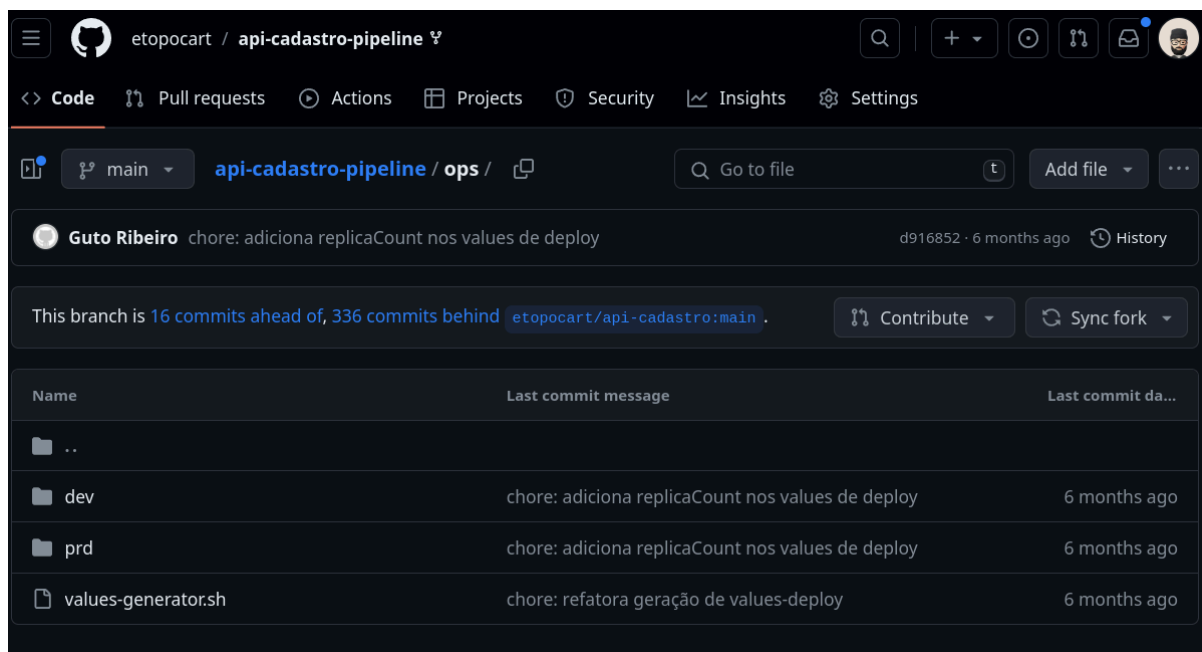 etopocart / api-cadastro-pipeline
Code Pull requests Actions Projects Security Insights Settings
main api-cadastro-pipeline / ops / Go to file t Add file
Guto Ribeiro chore: adiciona replicaCount nos values de deploy d916852 · 6 months ago History
This branch is 16 commits ahead of, 336 commits behind etopocart/api-cadastro:main . Contribute Sync fork
Name Last commit message Last commit da...
..
dev chore: adiciona replicaCount nos values de deploy 6 months ago
prd chore: adiciona replicaCount nos values de deploy 6 months ago
values-generator.sh chore: refatora geração de values-deploy 6 months ago